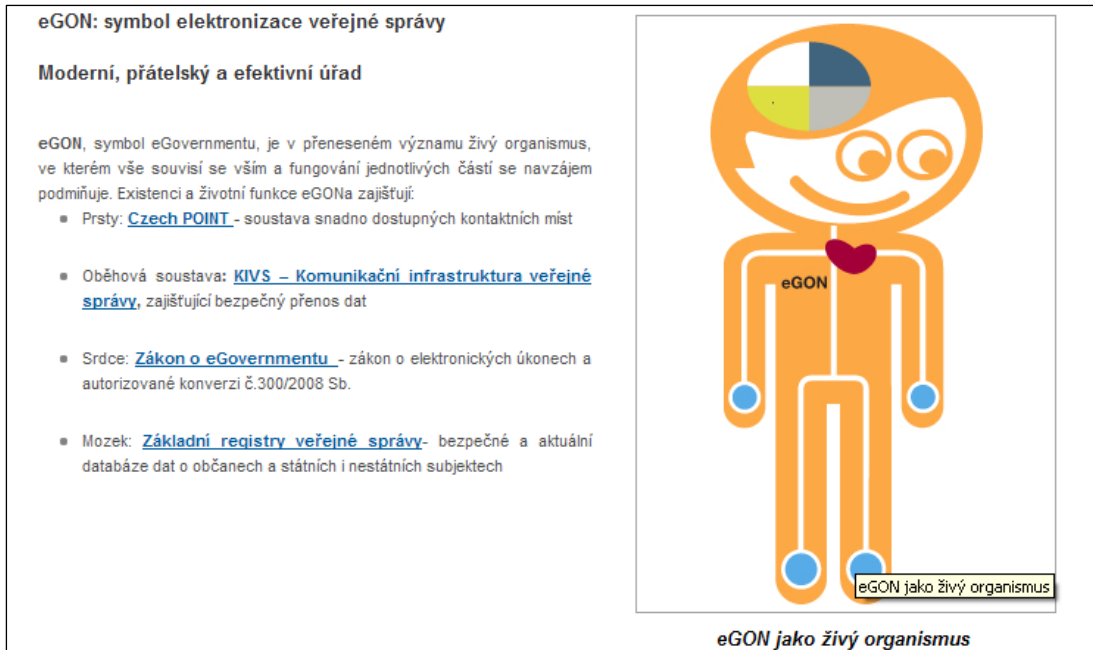 eGON: symbol elektronizace veřejné správy
Moderní, přátelský a efektivní úřad
eGON, symbol eGovernmentu, je v přeneseném významu živý organismus,
ve kterém vše souvisí se vším a fungování jednotlivých částí se navzájem
podmiňuje. Existenci a životní funkce eGONa zajišťují:
Prsty: Czech POINT - soustava snadno dostupných kontaktních míst
Oběhová soustava: KIVS – Komunikační infrastruktura veřejné
správy, zajišťující bezpečný přenos dat
Srdce: Zákon o eGovernmentu - zákon o elektronických úkonech a
autorizované konverzi č.300/2008 Sb.
Mozek: Základní registry veřejné správy- bezpečné a aktuální
databáze dat o občanech a státních i nestátních subjektech
eGON
eGON jako živý organismus
eGON jako živý organismus